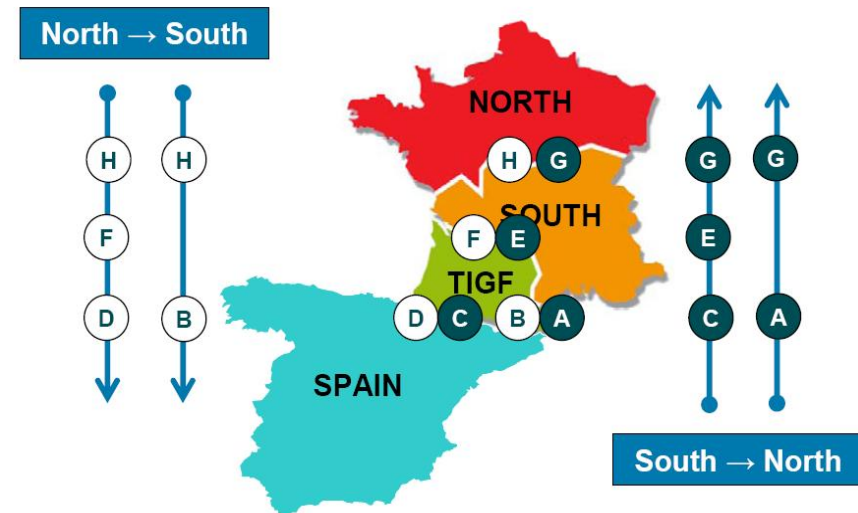 North → South
NORTH
H H H G G G
SOUTH
F F E E
TIGF
D B D C B A C A
SPAIN
South → North